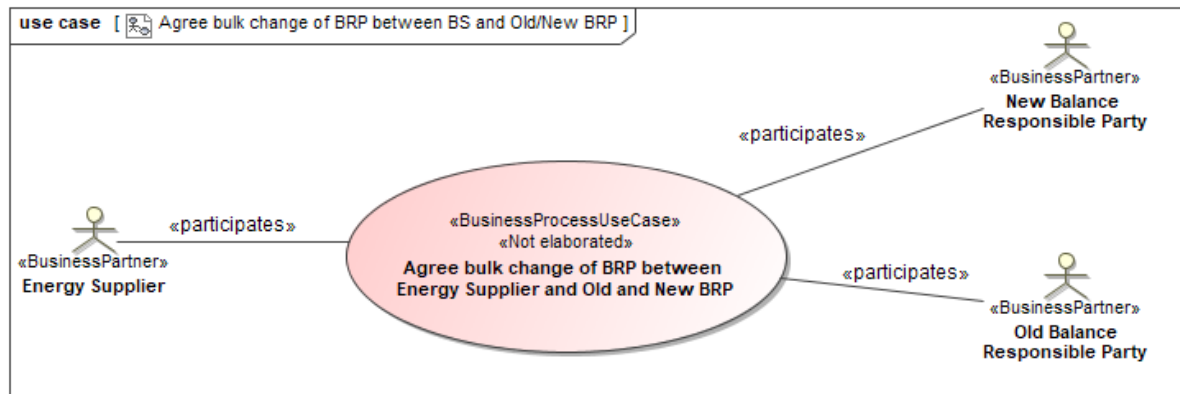 use case [ Agree bulk change of BRP between BS and Old/New BRP ]
«BusinessPartner»
New Balance
Responsible Party
«participates»
«participates»
«BusinessPartner»
Energy Supplier
«BusinessProcessUseCase»
«Not elaborated»
Agree bulk change of BRP between
Energy Supplier and Old and New BRP
«participates»
«BusinessPartner»
Old Balance
Responsible Party